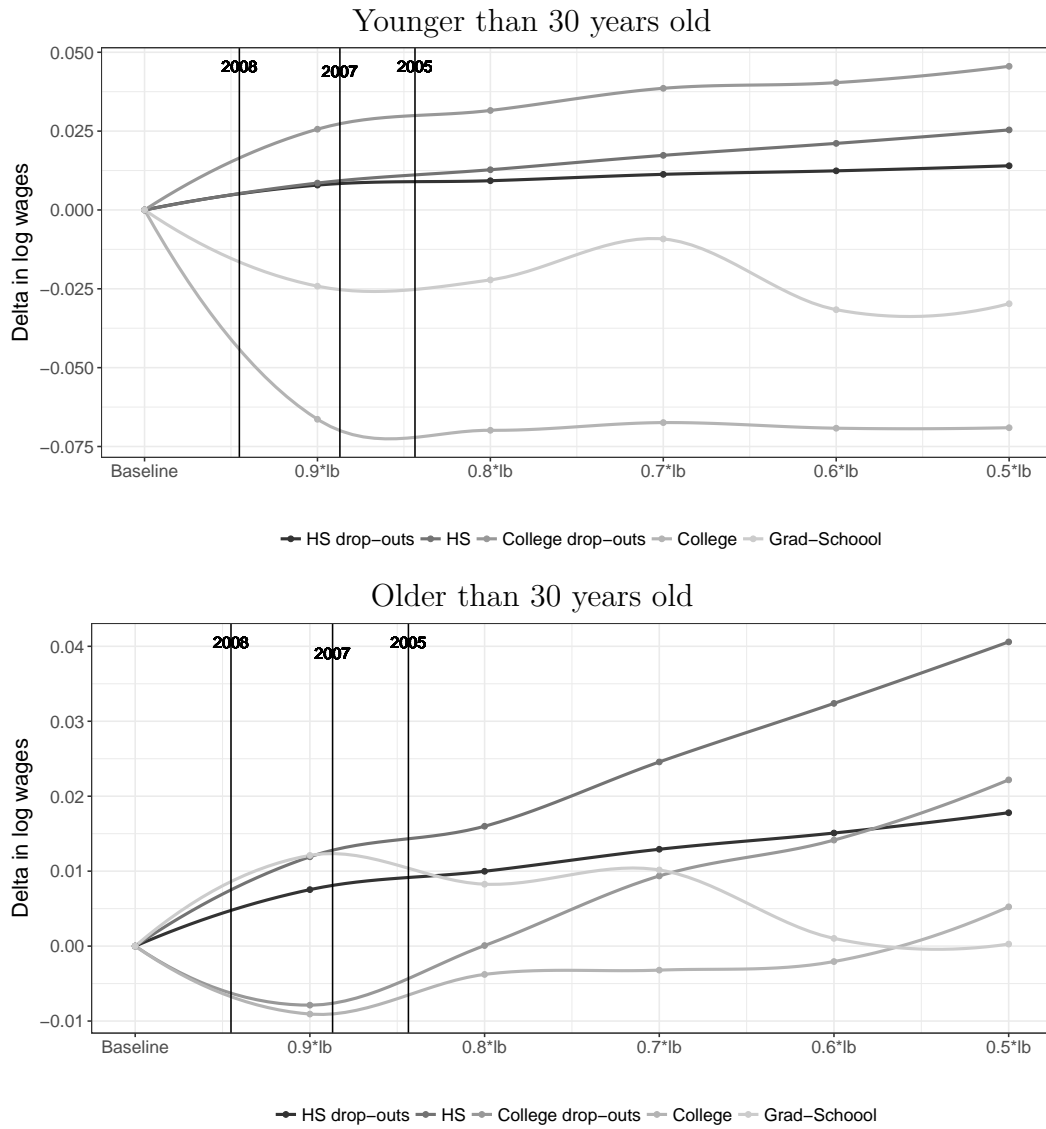 Younger than 30 years old
0.050
2008 2007 2005
0.025
0.000
−0.025
−0.050
−0.075
Delta in log wages
Baseline 0.9*lb 0.8*lb 0.7*lb 0.6*lb 0.5*lb
HS drop−outs HS College drop−outs College Grad−Schoool
Older than 30 years old
0.04
2008 2007 2005
0.03
0.02
0.01
0.00
−0.01
Delta in log wages
Baseline 0.9*lb 0.8*lb 0.7*lb 0.6*lb 0.5*lb
HS drop−outs HS College drop−outs College Grad−Schoool